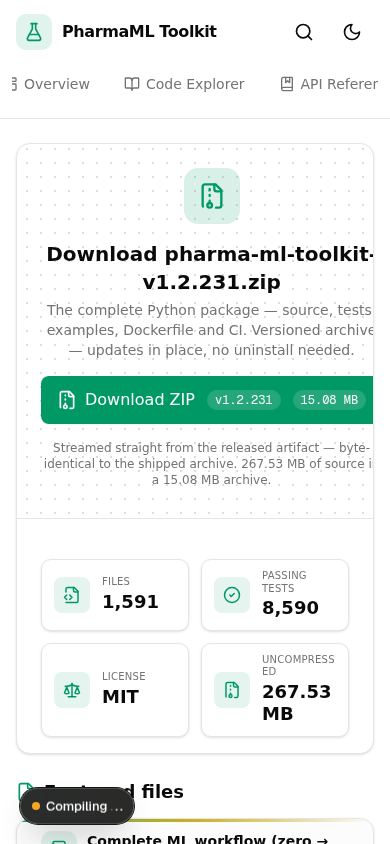 PharmaML Toolkit
Overview
Code Explorer
API Referen
Download pharma-ml-toolkit-
v1.2.231.zip
The complete Python package — source, tests
examples, Dockerfile and CI. Versioned archive
— updates in place, no uninstall needed.
Download ZIP v1.2.231 15.08 MB
Streamed straight from the released artifact — byte-
identical to the shipped archive. 267.53 MB of source i
a 15.08 MB archive.
FILES
1,591
PASSING
TESTS
8,590
LICENSE
MIT
UNCOMPRESS
ED
267.53
MB
files
Compiling ...
Complete ML workflow (zero →